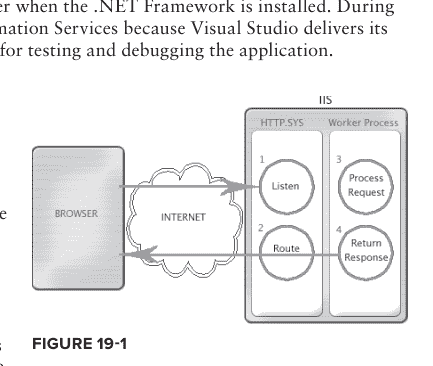 er when the .NET Framework is installed. During
mation Services because Visual Studio delivers its
for testing and debugging the application.
IIS
HTTP.SYS Worker Process
1 3
Listen Process
Request
BROWSER INTERNET
e
2 4
Route Return
Response
s FIGURE 19-1